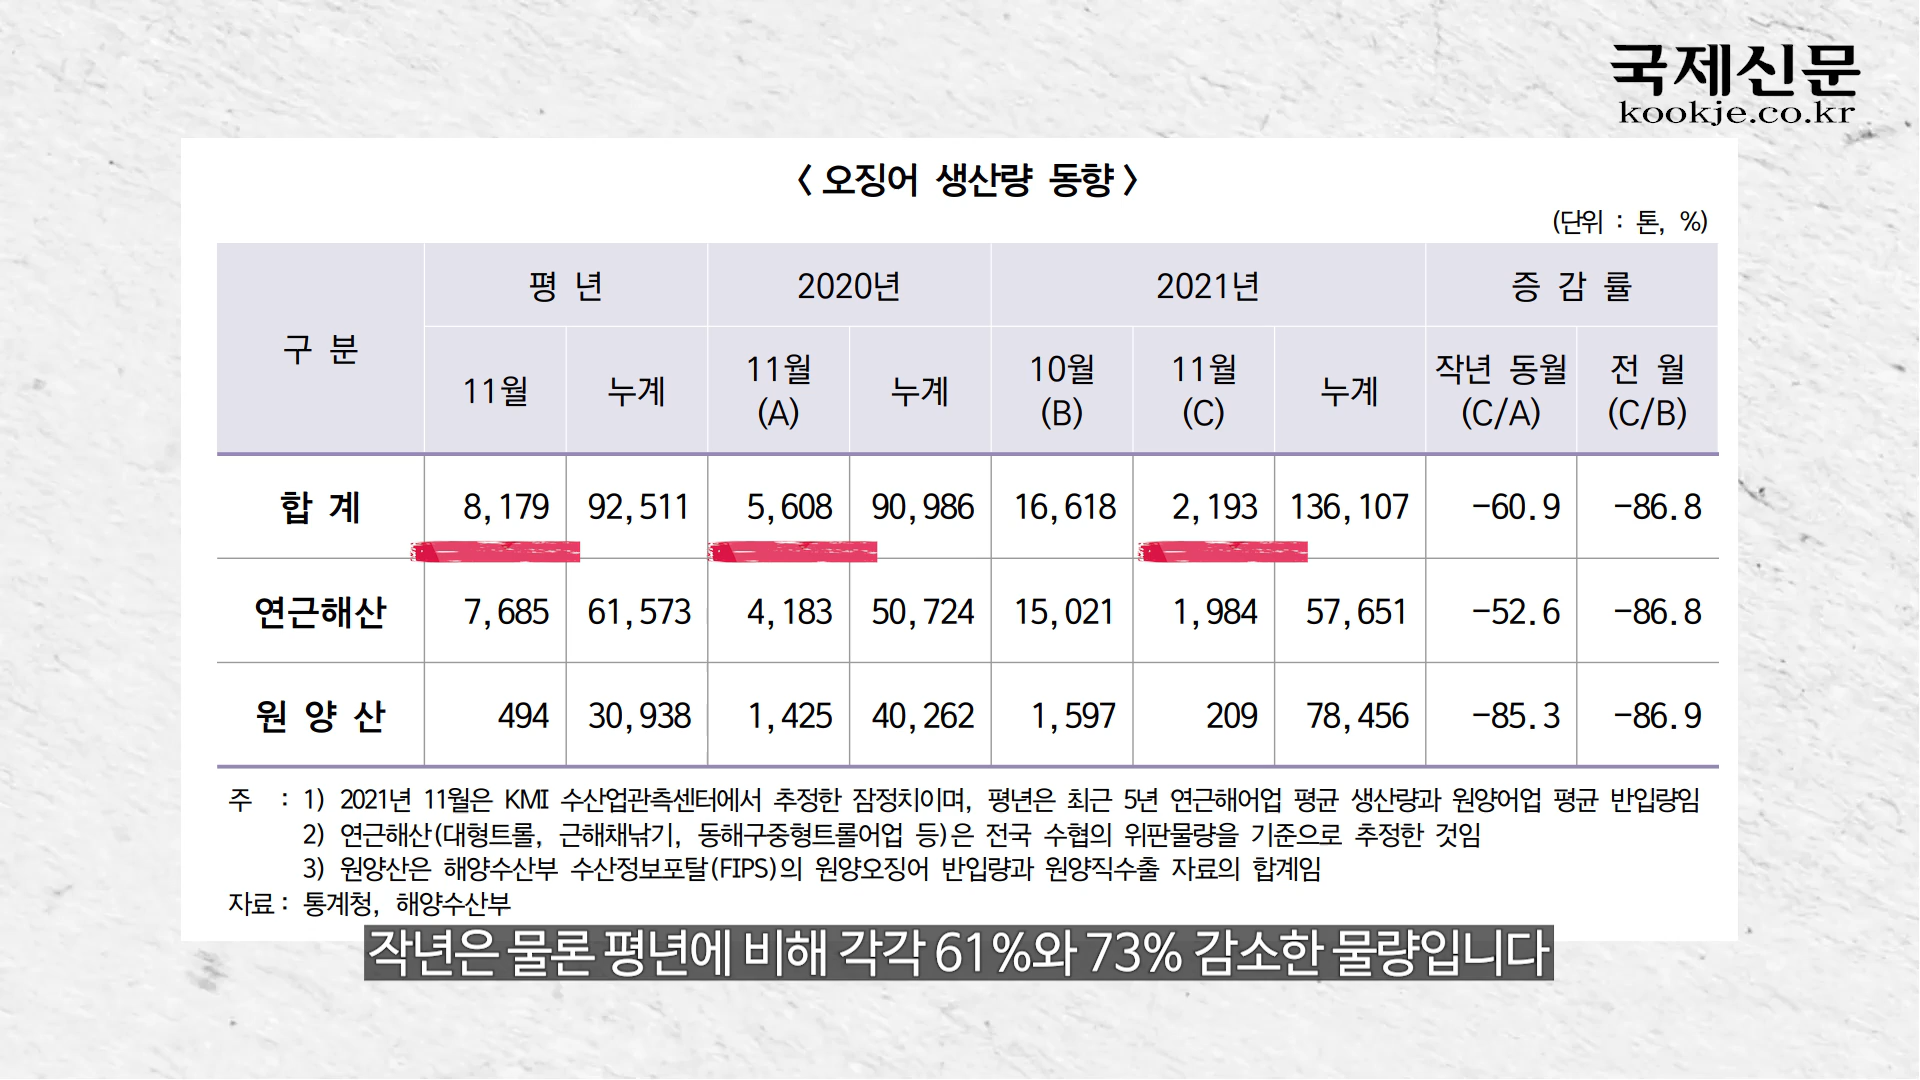 국제신문
kookje.co.kr
< 오징어 생산량 동향 >
(단위 : 톤, %)
구 분 평 년 2020년 2021년 증 감 률
11월 누계 11월 (A) 누계 10월 (B) 11월 (C) 누계 작년 동월 (C/A) 전 월 (C/B)
합 계 8,179 92,511 5,608 90,986 16,618 2,193 136,107 -60.9 -86.8
연근해산 7,685 61,573 4,183 50,724 15,021 1,984 57,651 -52.6 -86.8
원 양 산 494 30,938 1,425 40,262 1,597 209 78,456 -85.3 -86.9
주 : 1) 2021년 11월은 KMI 수산업관측센터에서 추정한 잠정치이며, 평년은 최근 5년 연근해어업 평균 생산량과 원양어업 평균 반입량임
2) 연근해산(대형트롤, 근해채낚기, 동해구중형트롤어업 등)은 전국 수협의 위판물량을 기준으로 추정한 것임
3) 원양산은 해양수산부 수산정보포탈(FIPS)의 원양오징어 반입량과 원양직수출 자료의 합계임
자료 : 통계청, 해양수산부
작년은 물론 평년에 비해 각각 61%와 73% 감소한 물량입니다